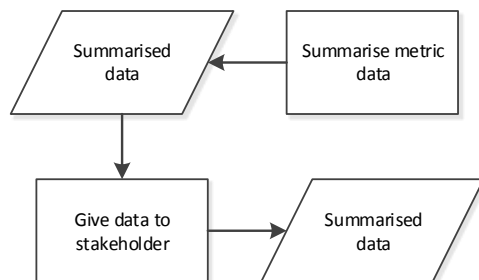 Summarised
data
Summarise metric
data
Give data to
stakeholder
Summarised
data